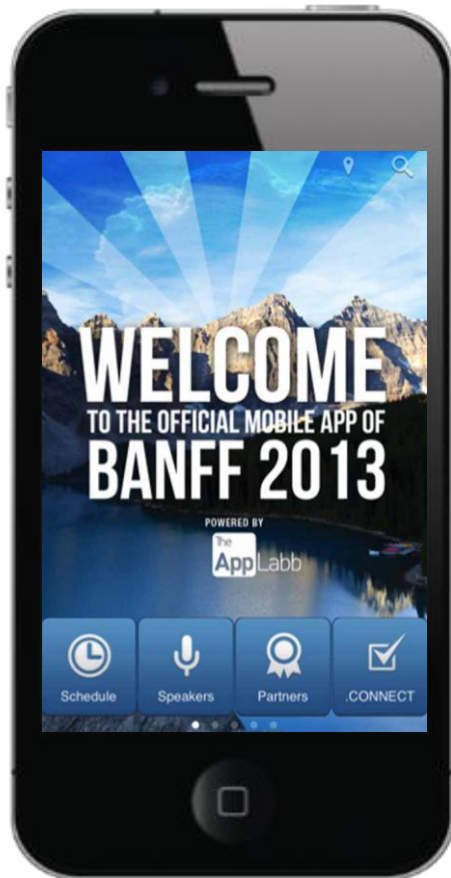 WELCOME
TO THE OFFICIAL MOBILE APP OF
BANFF 2013
POWERED BY
The
AppLabb
Schedule Speakers Partners .CONNECT